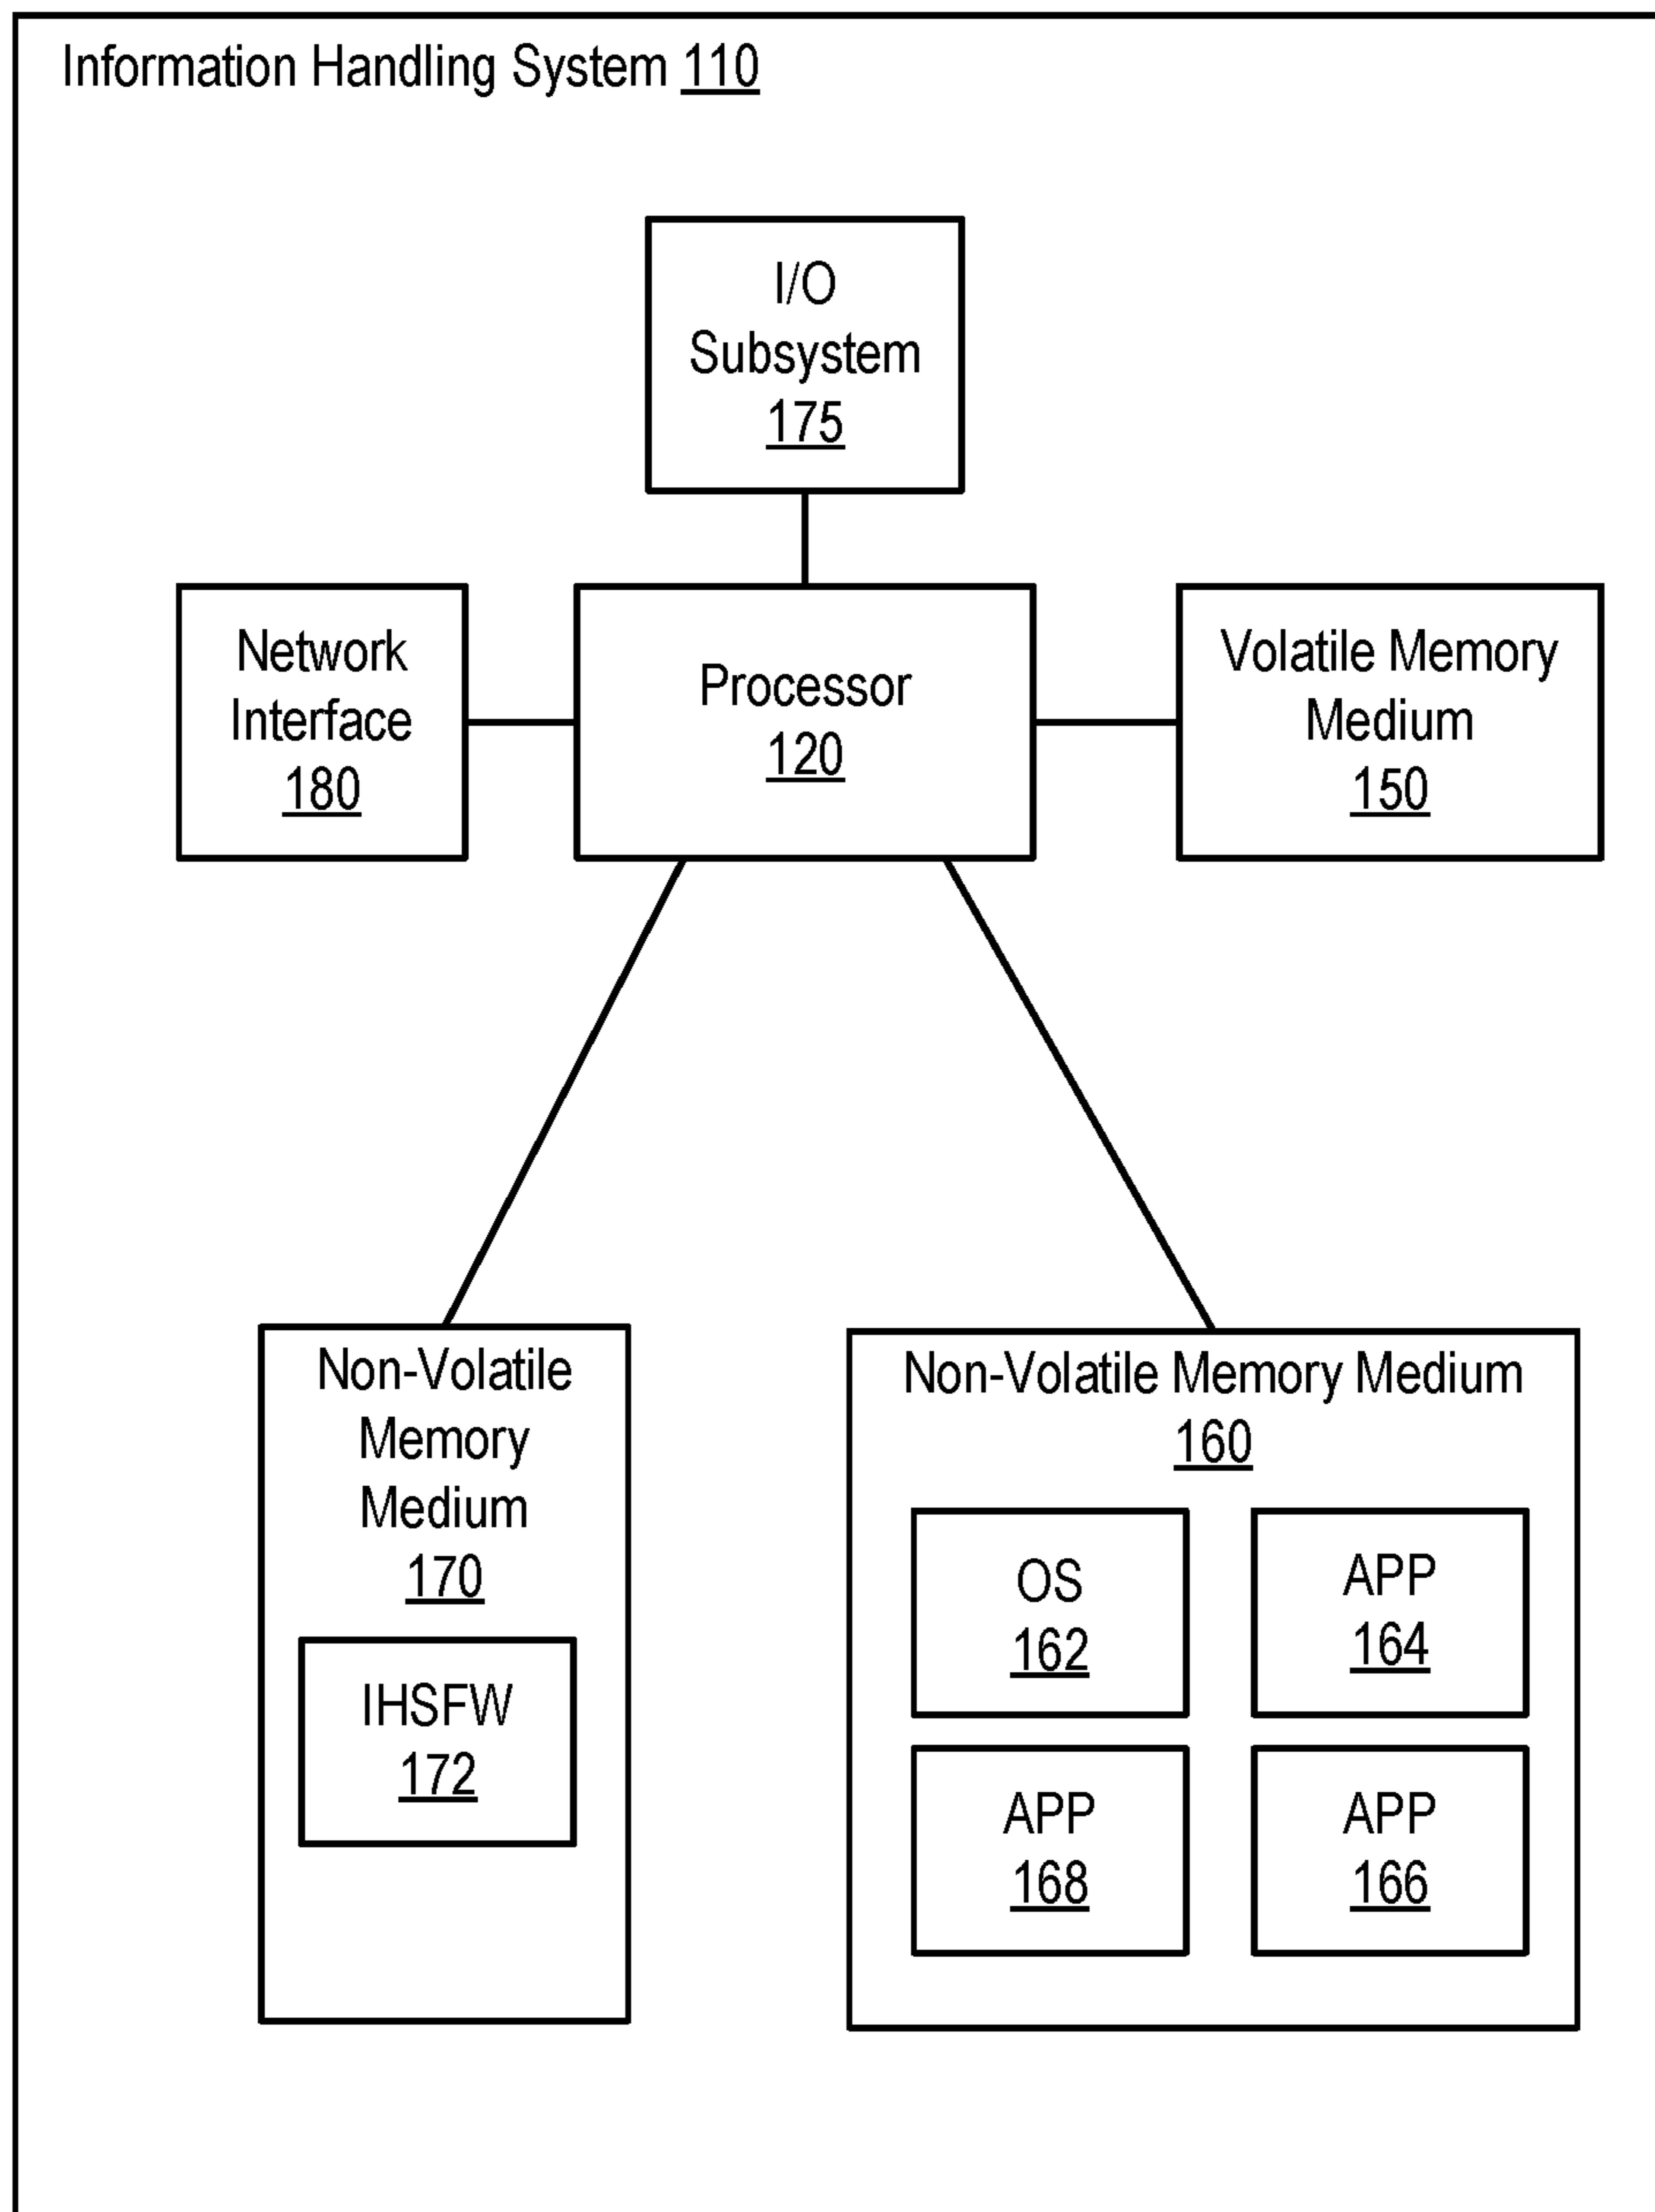 Information Handling System 110
I/O
Subsystem
175
Network
Interface
180
Processor
120
Volatile Memory
Medium
150
Non-Volatile
Memory
Medium
170
IHSFW
172
Non-Volatile Memory Medium
160
OS
162
APP
164
APP
168
APP
166